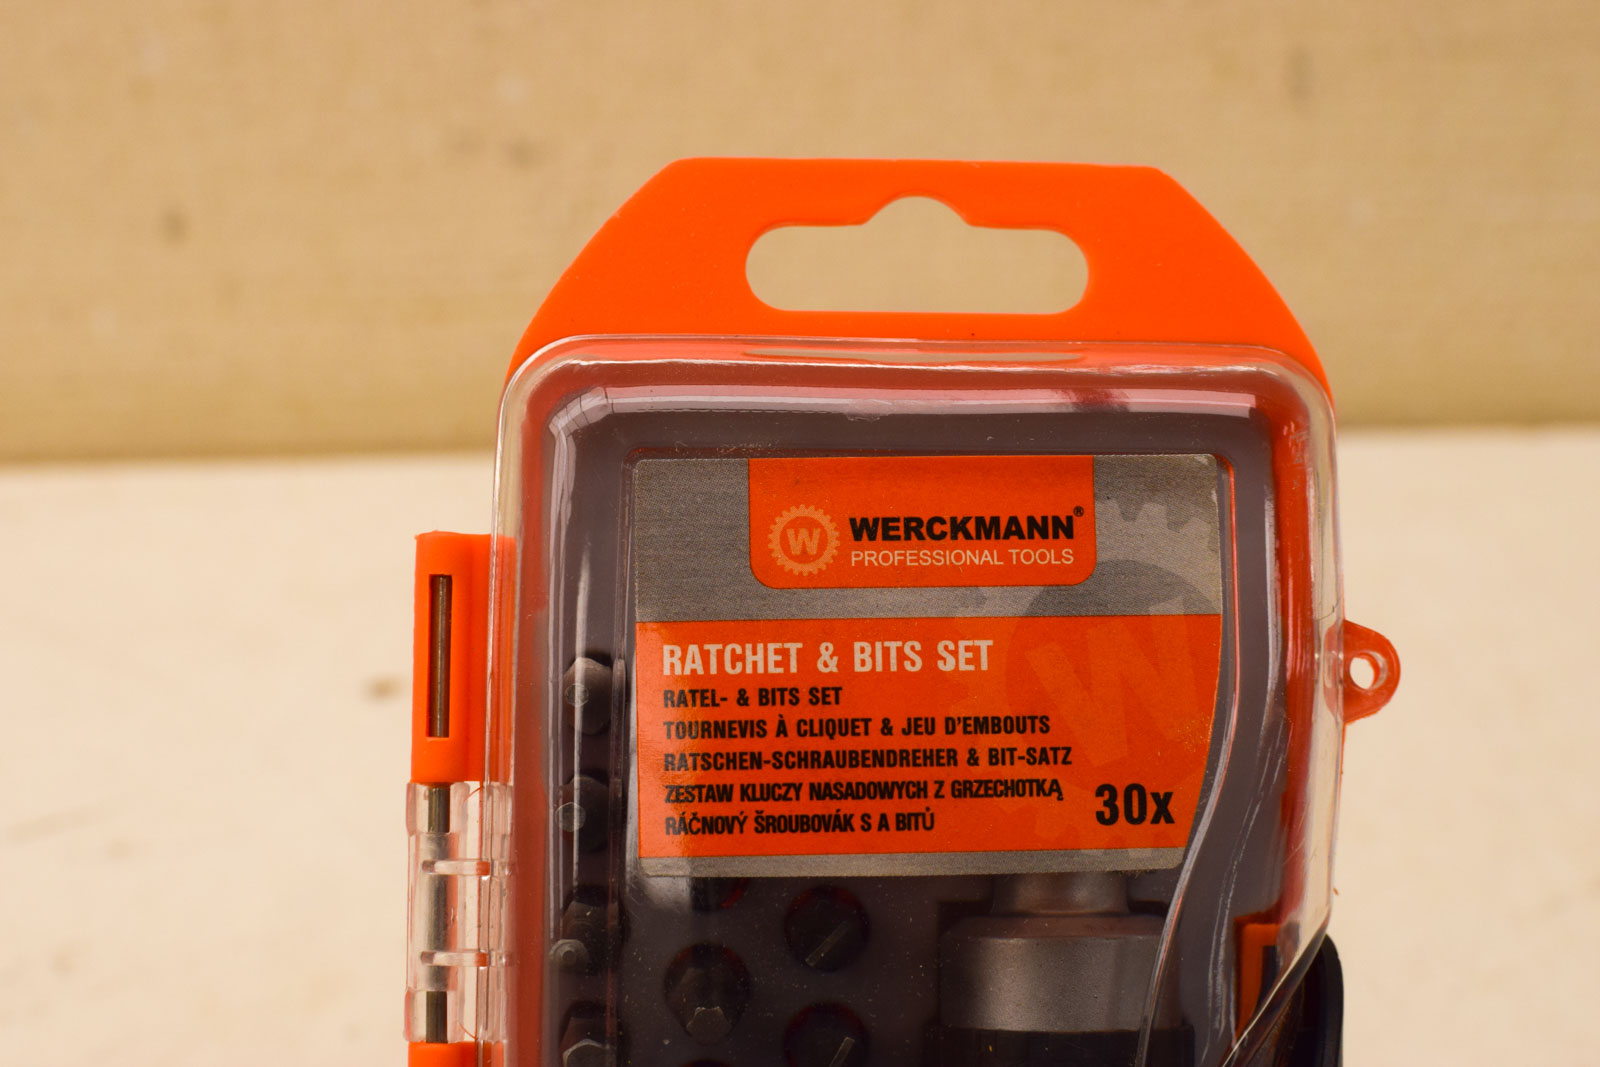 W WERCKMANN®
PROFESSIONAL TOOLS
RATCHET & BITS SET
RATEL- & BITS SET
TOURNEVIS À CLIQUET & JEU D'EMBOUTS
RATSCHEN-SCHRAUBENDREHER & BIT-SATZ
ZESTAW KLUCZY NASADOWYCH Z GRZECHOTKĄ
RÁČNOVÝ ŠROUBOVÁK S A BITŮ
30x
W